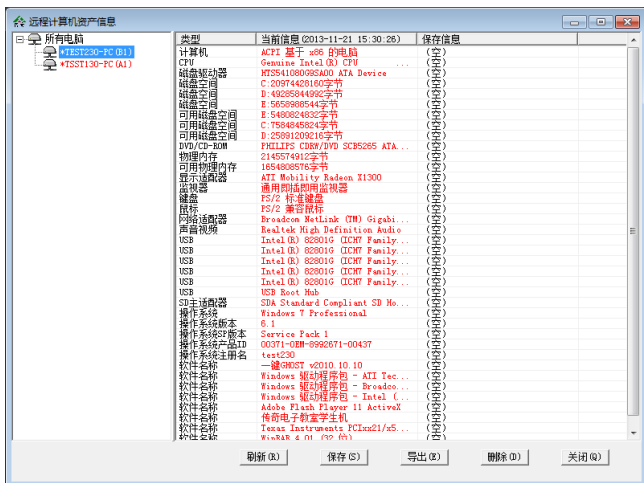 远程计算机资产信息
所有电脑
*TEST230-PC(B1)
*TSST130-PC(A1)
类型 当前信息(2013-11-21 15:30:26) 保存信息
计算机 ACPI 基于 x86 的电脑 (空)
CPU Genuine Intel(R) CPU ... (空)
磁盘驱动器 HTS541080G9SA00 ATA Device (空)
磁盘空间 C:20974428160字节 (空)
磁盘空间 D:49285844992字节 (空)
磁盘空间 E:5658988544字节 (空)
可用磁盘空间 E:5480824832字节 (空)
可用磁盘空间 C:7584845824字节 (空)
可用磁盘空间 D:25891209216字节 (空)
DVD/CD-ROM PHILIPS CDRW/DVD SCB5265 ATA... (空)
物理内存 2145574912字节 (空)
可用物理内存 1654808576字节 (空)
显示适配器 ATI Mobility Radeon X1300 (空)
监视器 通用即插即用监视器 (空)
键盘 PS/2 标准键盘 (空)
鼠标 PS/2 兼容鼠标 (空)
网络适配器 Broadcom NetLink (TM) Gigabi... (空)
声音视频 Realtek High Definition Audio (空)
USB Intel(R) 82801G (ICH7 Family... (空)
USB Intel(R) 82801G (ICH7 Family... (空)
USB Intel(R) 82801G (ICH7 Family... (空)
USB Intel(R) 82801G (ICH7 Family... (空)
USB Intel(R) 82801G (ICH7 Family... (空)
USB USB Root Hub (空)
SD主适配器 SDA Standard Compliant SD Ho... (空)
操作系统 Windows 7 Professional (空)
操作系统版本 6.1 (空)
操作系统SP版本 Service Pack 1 (空)
操作系统产品ID 00371-OEM-8992671-00437 (空)
操作系统注册名 test230 (空)
软件名称 一键GHOST v2010.10.10 (空)
软件名称 Windows 驱动程序包 - ATI Tec... (空)
软件名称 Windows 驱动程序包 - Broadco... (空)
软件名称 Windows 驱动程序包 - Intel (... (空)
软件名称 Adobe Flash Player 11 ActiveX (空)
软件名称 传奇电子教室学生机 (空)
软件名称 Texas Instruments PCIxx21/x5... (空)
软件名称 WinRAR 4.01 (32 位) (空)
刷新(R) 保存(S) 导出(E) 删除(D) 关闭(Q)